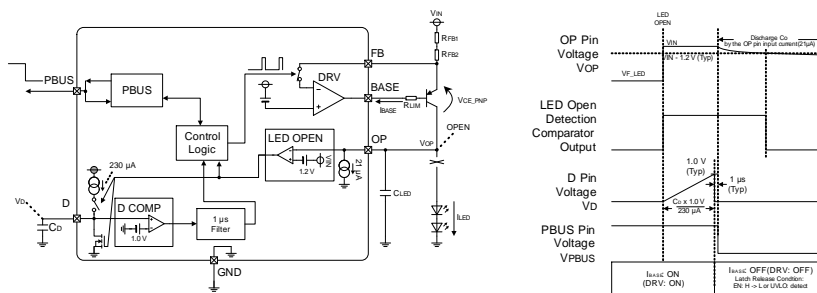 VIN
RFB1
RFB2
FB
DRV
BASE
PBUS
PBUS
IBASE
RLIM
VCE_PNP
Control
Logic
LED OPEN
OP
VOP
OPEN
VIN
1.2 V
21 µA
230 µA
D
VD
CD
D COMP
1.0 V
1 µs
Filter
CLED
ILED
GND
LED
OPEN
OP Pin
Voltage
VOP
VIN
VIN - 1.2 V (Typ)
VF_LED
Discharge Co
by the OP pin input current(21µA)
LED Open
Detection
Comparator
Output
D Pin
Voltage
VD
1.0 V
(Typ)
1 µs
(Typ)
CD x 1.0 V
230 µA
PBUS Pin
Voltage
VPBUS
IBASE ON
(DRV: ON)
IBASE OFF(DRV: OFF)
Latch Release Condition:
EN: H -> L or UVLO: detect